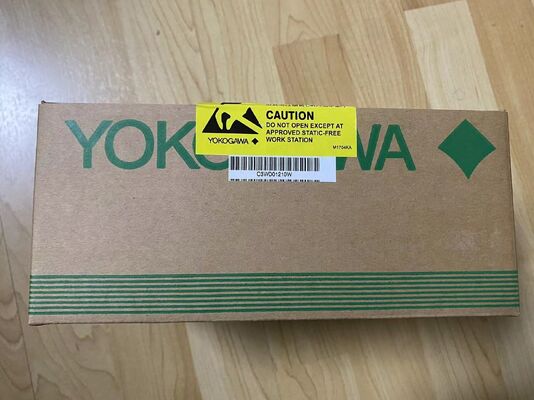 CAUTION
DO NOT OPEN EXCEPT AT
APPROVED STATIC-FREE
WORK STATION
YOKOGAWA
M1704KA
YOKOGAWA
C3WD01210W